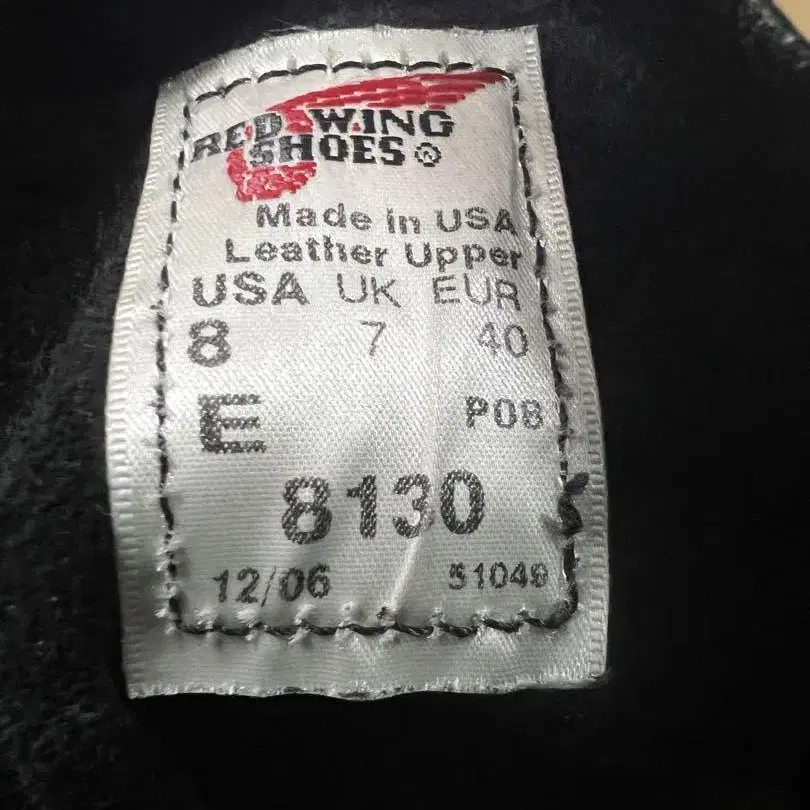 RED WING
SHOES ®
Made in USA
Leather Upper
USA UK EUR
8 7 40
E P08
8130
12/06 51049